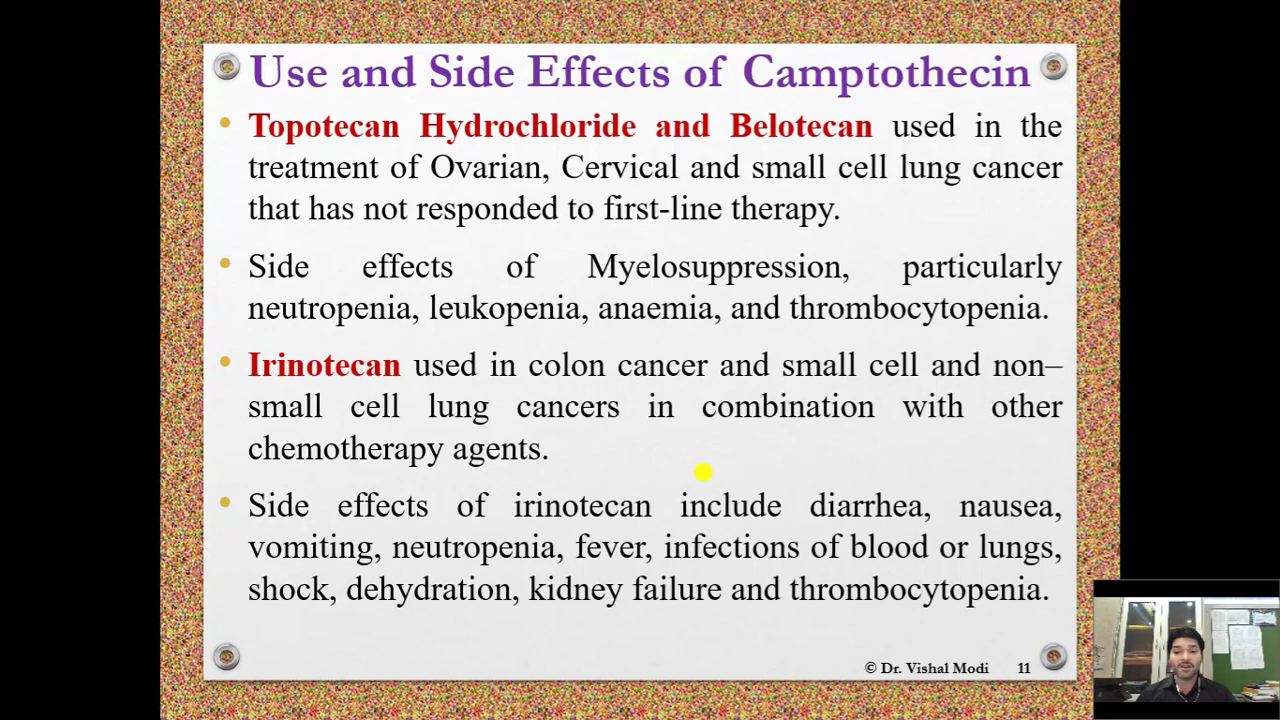 Use and Side Effects of Camptothecin
• Topotecan Hydrochloride and Belotecan used in the
treatment of Ovarian, Cervical and small cell lung cancer
that has not responded to first-line therapy.
• Side effects of Myelosuppression, particularly
neutropenia, leukopenia, anaemia, and thrombocytopenia.
• Irinotecan used in colon cancer and small cell and non–
small cell lung cancers in combination with other
chemotherapy agents.
• Side effects of irinotecan include diarrhea, nausea,
vomiting, neutropenia, fever, infections of blood or lungs,
shock, dehydration, kidney failure and thrombocytopenia.
© Dr. Vishal Modi 11